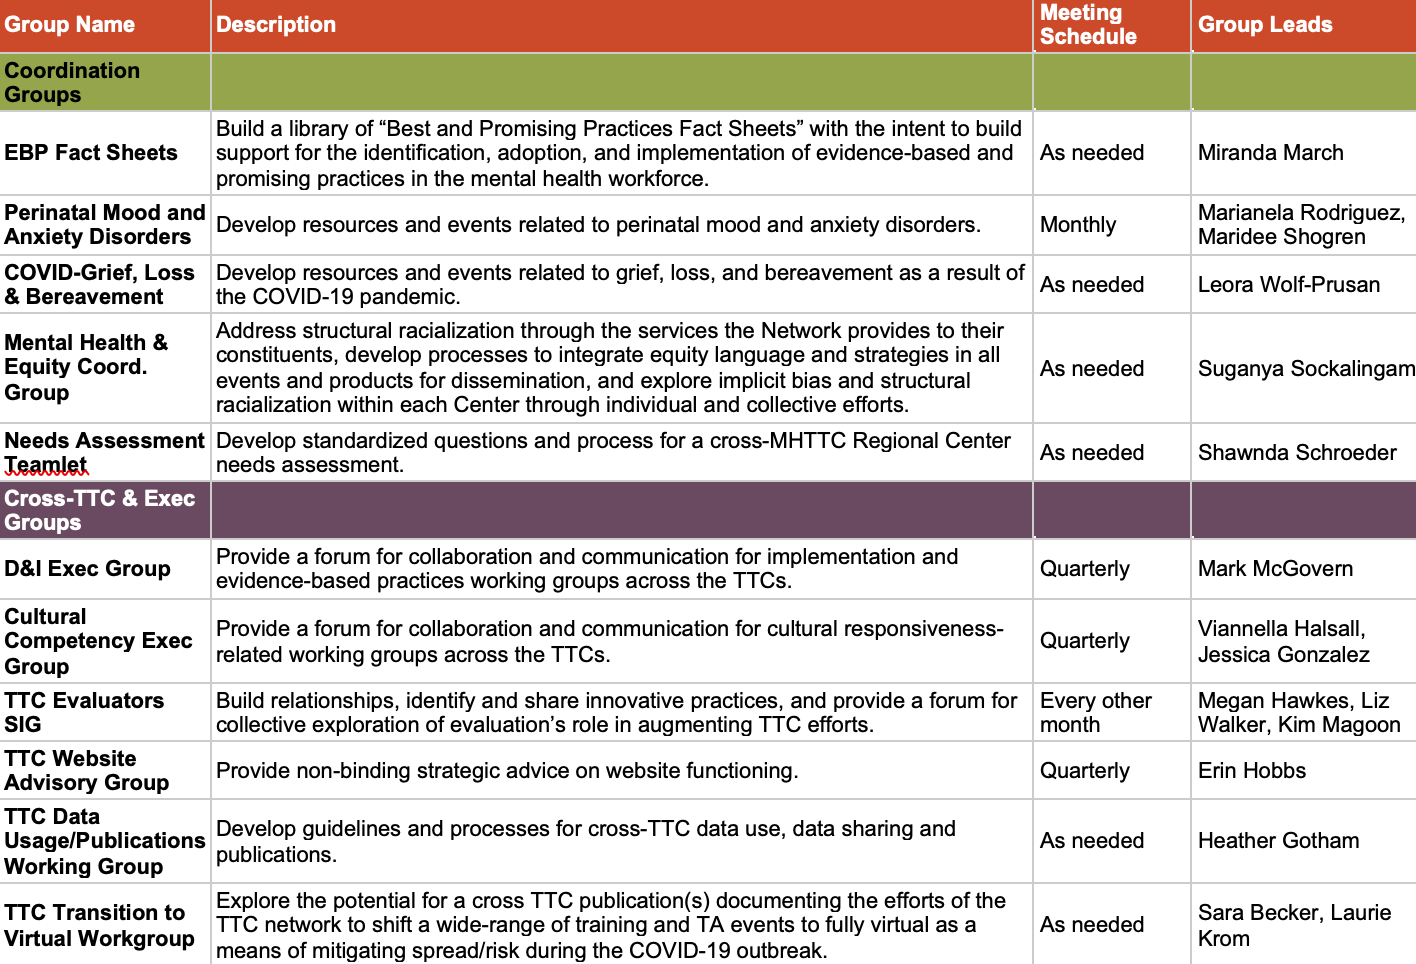 Group Name
Description
Meeting
Schedule
Group Leads
Coordination
Groups
EBP Fact Sheets
Build a library of “Best and Promising Practices Fact Sheets” with the intent to build
support for the identification, adoption, and implementation of evidence-based and
promising practices in the mental health workforce.
As needed
Miranda March
Perinatal Mood and
Anxiety Disorders
Develop resources and events related to perinatal mood and anxiety disorders.
Monthly
Marianela Rodriguez,
Maridee Shogren
COVID-Grief, Loss
& Bereavement
Develop resources and events related to grief, loss, and bereavement as a result of
the COVID-19 pandemic.
As needed
Leora Wolf-Prusan
Mental Health &
Equity Coord.
Group
Address structural racialization through the services the Network provides to their
constituents, develop processes to integrate equity language and strategies in all
events and products for dissemination, and explore implicit bias and structural
racialization within each Center through individual and collective efforts.
As needed
Suganya Sockalingam
Needs Assessment
Teamlet
Develop standardized questions and process for a cross-MHTTC Regional Center
needs assessment.
As needed
Shawnda Schroeder
Cross-TTC & Exec
Groups
D&I Exec Group
Provide a forum for collaboration and communication for implementation and
evidence-based practices working groups across the TTCs.
Quarterly
Mark McGovern
Cultural
Competency Exec
Group
Provide a forum for collaboration and communication for cultural responsiveness-
related working groups across the TTCs.
Quarterly
Viannella Halsall,
Jessica Gonzalez
TTC Evaluators
SIG
Build relationships, identify and share innovative practices, and provide a forum for
collective exploration of evaluation’s role in augmenting TTC efforts.
Every other
month
Megan Hawkes, Liz
Walker, Kim Magoon
TTC Website
Advisory Group
Provide non-binding strategic advice on website functioning.
Quarterly
Erin Hobbs
TTC Data
Usage/Publications
Working Group
Develop guidelines and processes for cross-TTC data use, data sharing and
publications.
As needed
Heather Gotham
TTC Transition to
Virtual Workgroup
Explore the potential for a cross TTC publication(s) documenting the efforts of the
TTC network to shift a wide-range of training and TA events to fully virtual as a
means of mitigating spread/risk during the COVID-19 outbreak.
As needed
Sara Becker, Laurie
Krom